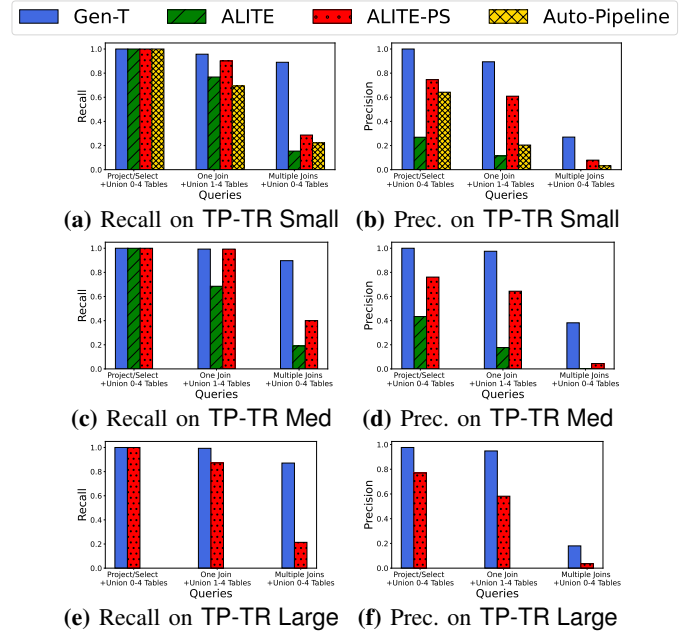 Gen-T ALITE ALITE-PS Auto-Pipeline
1.0
0.8
0.6
0.4
0.2
0.0
Recall
Project/Select
+Union 0-4 Tables
One Join
+Union 1-4 Tables
Multiple Joins
+Union 0-4 Tables
Queries
(a) Recall on TP-TR Small
1.0
0.8
0.6
0.4
0.2
0.0
Precision
Project/Select
+Union 0-4 Tables
One Join
+Union 1-4 Tables
Multiple Joins
+Union 0-4 Tables
Queries
(b) Prec. on TP-TR Small
1.0
0.8
0.6
0.4
0.2
0.0
Recall
Project/Select
+Union 0-4 Tables
One Join
+Union 1-4 Tables
Multiple Joins
+Union 0-4 Tables
Queries
(c) Recall on TP-TR Med
1.0
0.8
0.6
0.4
0.2
0.0
Precision
Project/Select
+Union 0-4 Tables
One Join
+Union 1-4 Tables
Multiple Joins
+Union 0-4 Tables
Queries
(d) Prec. on TP-TR Med
1.0
0.8
0.6
0.4
0.2
0.0
Recall
Project/Select
+Union 0-4 Tables
One Join
+Union 1-4 Tables
Multiple Joins
+Union 0-4 Tables
Queries
(e) Recall on TP-TR Large
1.0
0.8
0.6
0.4
0.2
0.0
Precision
Project/Select
+Union 0-4 Tables
One Join
+Union 1-4 Tables
Multiple Joins
+Union 0-4 Tables
Queries
(f) Prec. on TP-TR Large